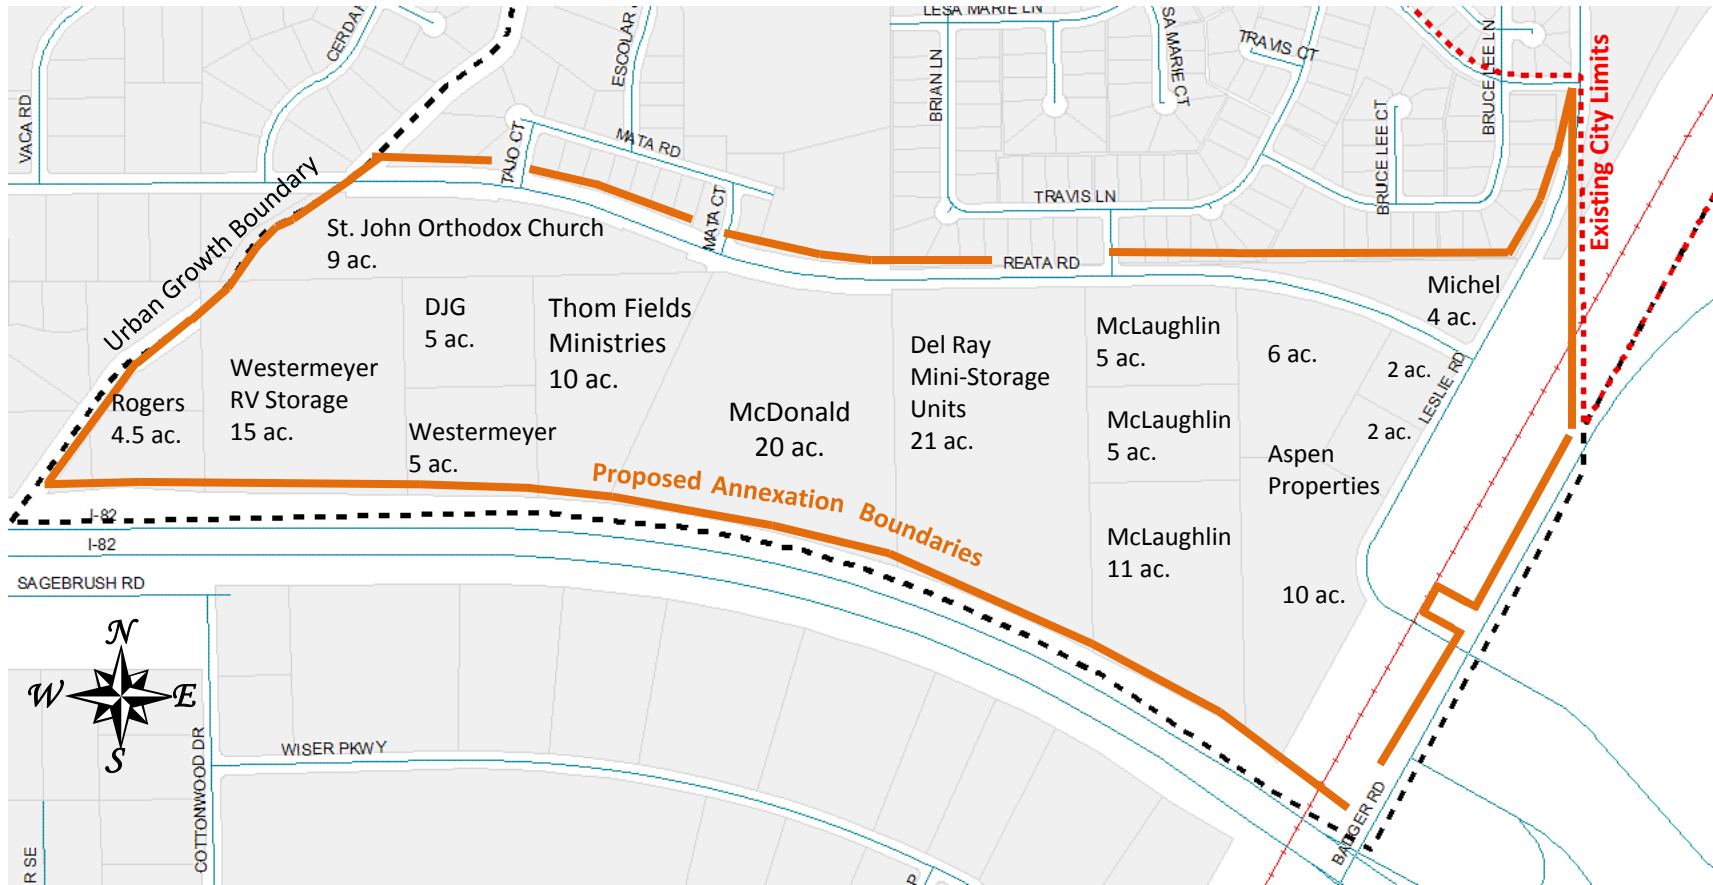 LESA MARIE LN
CERDA
ESCOLAR
SA MARIE CT
TRAVIS CT
BRUCE LEE LN
BRIAN LN
VACA RD
TAJO CT
MATA RD
BRUCE LEE CT
Existing City Limits
Urban Growth Boundary
TRAVIS LN
MATA CT
St. John Orthodox Church
9 ac.
REATA RD
Michel
4 ac.
DJG
5 ac.
Thom Fields
Ministries
10 ac.
McLaughlin
5 ac.
6 ac.
Del Ray
Mini-Storage
Units
21 ac.
Westermeyer
RV Storage
15 ac.
2 ac.
LESLIE RD
Rogers
4.5 ac.
McDonald
20 ac.
McLaughlin
5 ac.
2 ac.
Westermeyer
5 ac.
Aspen
Properties
Proposed Annexation Boundaries
I-82
I-82
McLaughlin
11 ac.
SAGEBRUSH RD
10 ac.
N
W
E
S
COTTONWOOD DR
WISER PKWY
BADGER RD
R SE
P